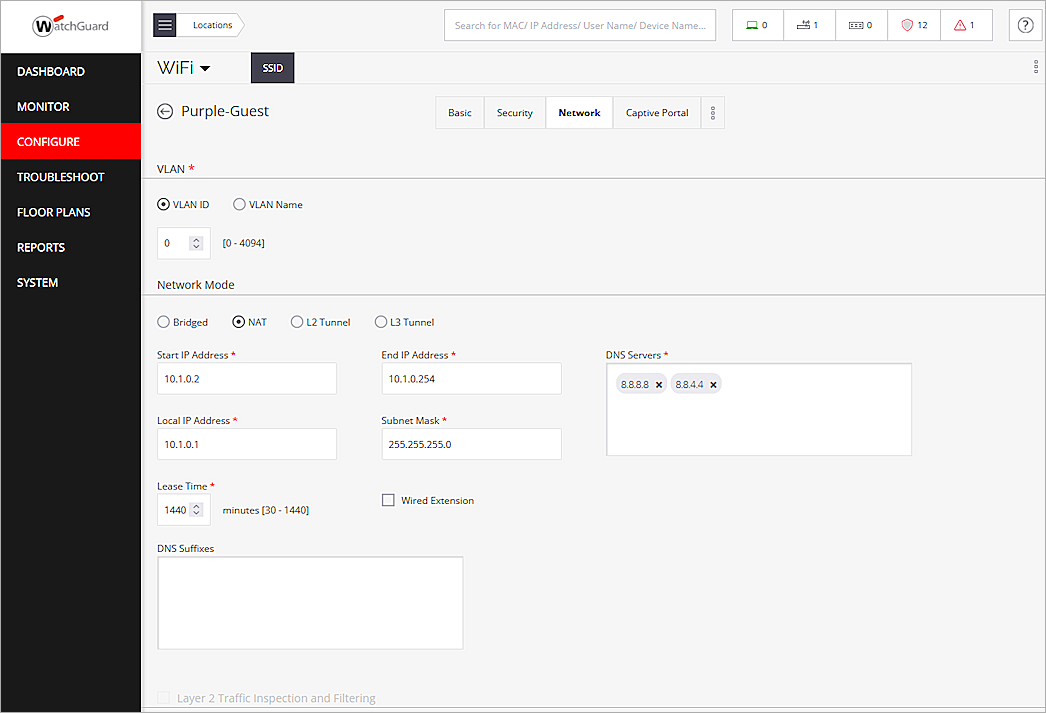 WatchGuard
Locations
Search for MAC/ IP Address/ User Name/ Device Name...
0
1
0
12
1
?
DASHBOARD
MONITOR
CONFIGURE
TROUBLESHOOT
FLOOR PLANS
REPORTS
SYSTEM
WiFi
SSID
Purple-Guest
Basic
Security
Network
Captive Portal
VLAN *
VLAN ID
VLAN Name
0
[0 - 4094]
Network Mode
Bridged
NAT
L2 Tunnel
L3 Tunnel
Start IP Address *
10.1.0.2
End IP Address *
10.1.0.254
DNS Servers *
8.8.8.8
8.8.4.4
Local IP Address *
10.1.0.1
Subnet Mask *
255.255.255.0
Lease Time *
1440
minutes [30 - 1440]
Wired Extension
DNS Suffixes
Layer 2 Traffic Inspection and Filtering